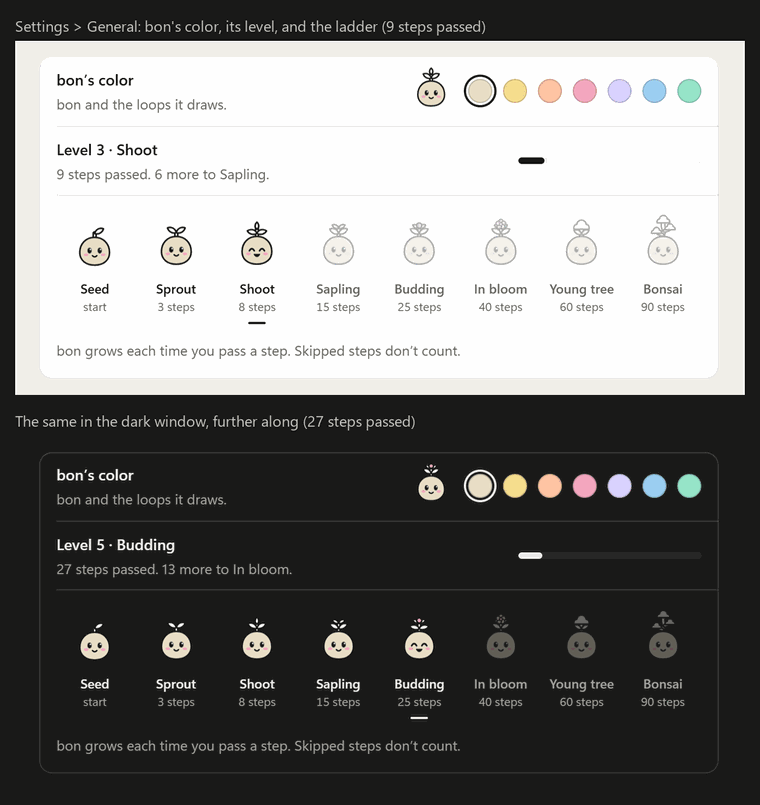 Settings > General: bon's color, its level, and the ladder (9 steps passed)
bon’s color
bon and the loops it draws.
Level 3 · Shoot
9 steps passed. 6 more to Sapling.
Seed Sprout Shoot Sapling Budding In bloom Young tree Bonsai
start 3 steps 8 steps 15 steps 25 steps 40 steps 60 steps 90 steps
bon grows each time you pass a step. Skipped steps don’t count.
The same in the dark window, further along (27 steps passed)
bon’s color
bon and the loops it draws.
Level 5 · Budding
27 steps passed. 13 more to In bloom.
Seed Sprout Shoot Sapling Budding In bloom Young tree Bonsai
start 3 steps 8 steps 15 steps 25 steps 40 steps 60 steps 90 steps
bon grows each time you pass a step. Skipped steps don’t count.